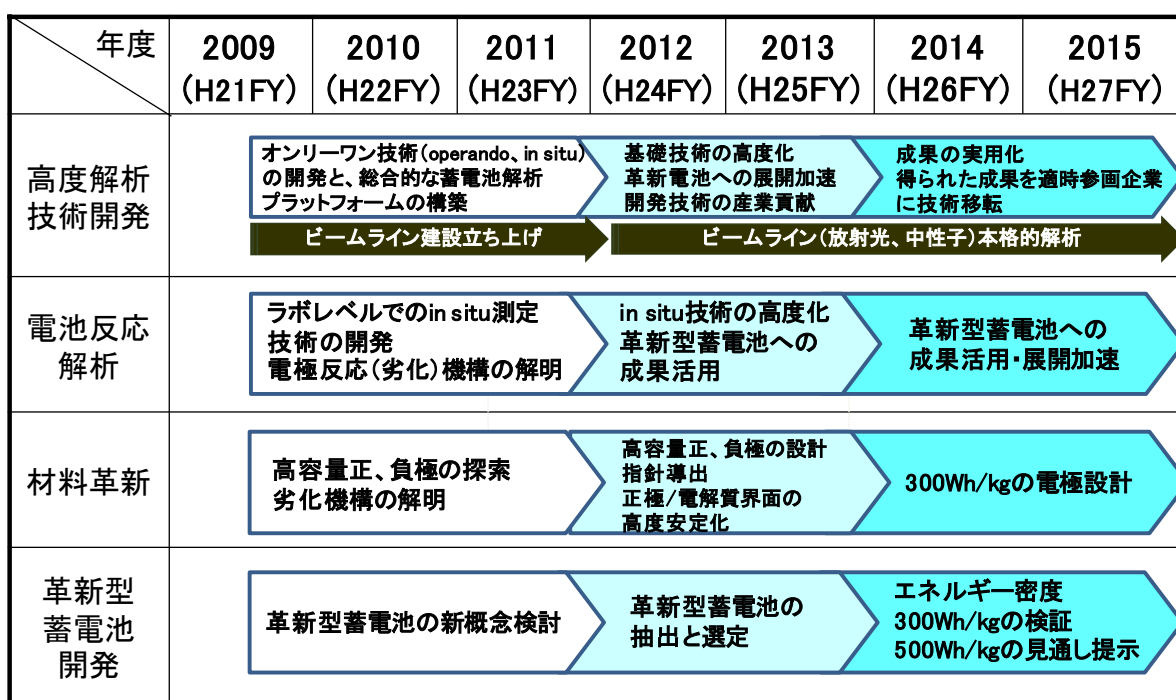 年度
2009 2010 2011 2012 2013 2014 2015
(H21FY) (H22FY) (H23FY) (H24FY) (H25FY) (H26FY) (H27FY)
高度解析
技術開発
オンリーワン技術(operando、in situ)
の開発と、総合的な蓄電池解析
プラットフォームの構築
基礎技術の高度化
革新電池への展開加速
開発技術の産業貢献
成果の実用化
得られた成果を適時参画企業
に技術移転
ビームライン建設立ち上げ
ビームライン(放射光、中性子)本格的解析
電池反応
解析
ラボレベルでのin situ測定
技術の開発
電極反応(劣化)機構の解明
in situ技術の高度化
革新型蓄電池への
成果活用
革新型蓄電池への
成果活用・展開加速
材料革新
高容量正、負極の探索
劣化機構の解明
高容量正、負極の設計
指針導出
正極/電解質界面の
高度安定化
300Wh/kgの電極設計
革新型
蓄電池
開発
革新型蓄電池の新概念検討
革新型蓄電池の
抽出と選定
エネルギー密度
300Wh/kgの検証
500Wh/kgの見通し提示